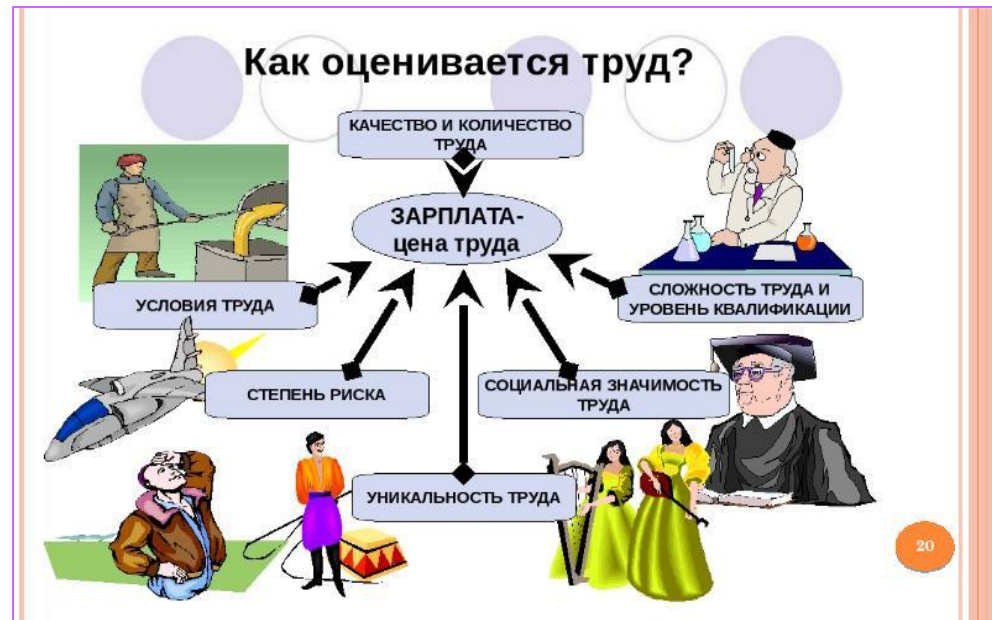 Как оценивается труд?
КАЧЕСТВО И КОЛИЧЕСТВО
ТРУДА
ЗАРПЛАТА-
цена труда
УСЛОВИЯ ТРУДА
СЛОЖНОСТЬ ТРУДА И
УРОВЕНЬ КВАЛИФИКАЦИИ
СТЕПЕНЬ РИСКА
СОЦИАЛЬНАЯ ЗНАЧИМОСТЬ
ТРУДА
УНИКАЛЬНОСТЬ ТРУДА
20